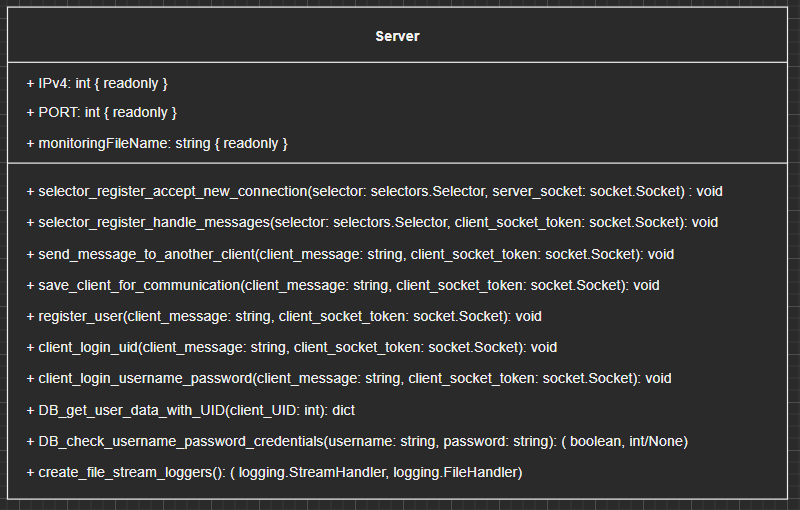 Server
+ IPv4: int { readonly }
+ PORT: int { readonly }
+ monitoringFileName: string { readonly }
+ selector_register_accept_new_connection(selector: selectors.Selector, server_socket: socket.Socket) : void
+ selector_register_handle_messages(selector: selectors.Selector, client_socket_token: socket.Socket): void
+ send_message_to_another_client(client_message: string, client_socket_token: socket.Socket): void
+ save_client_for_communication(client_message: string, client_socket_token: socket.Socket): void
+ register_user(client_message: string, client_socket_token: socket.Socket): void
+ client_login_uid(client_message: string, client_socket_token: socket.Socket): void
+ client_login_username_password(client_message: string, client_socket_token: socket.Socket): void
+ DB_get_user_data_with_UID(client_UID: int): dict
+ DB_check_username_password_credentials(username: string, password: string): ( boolean, int/None)
+ create_file_stream_loggers(): ( logging.StreamHandler, logging.FileHandler)